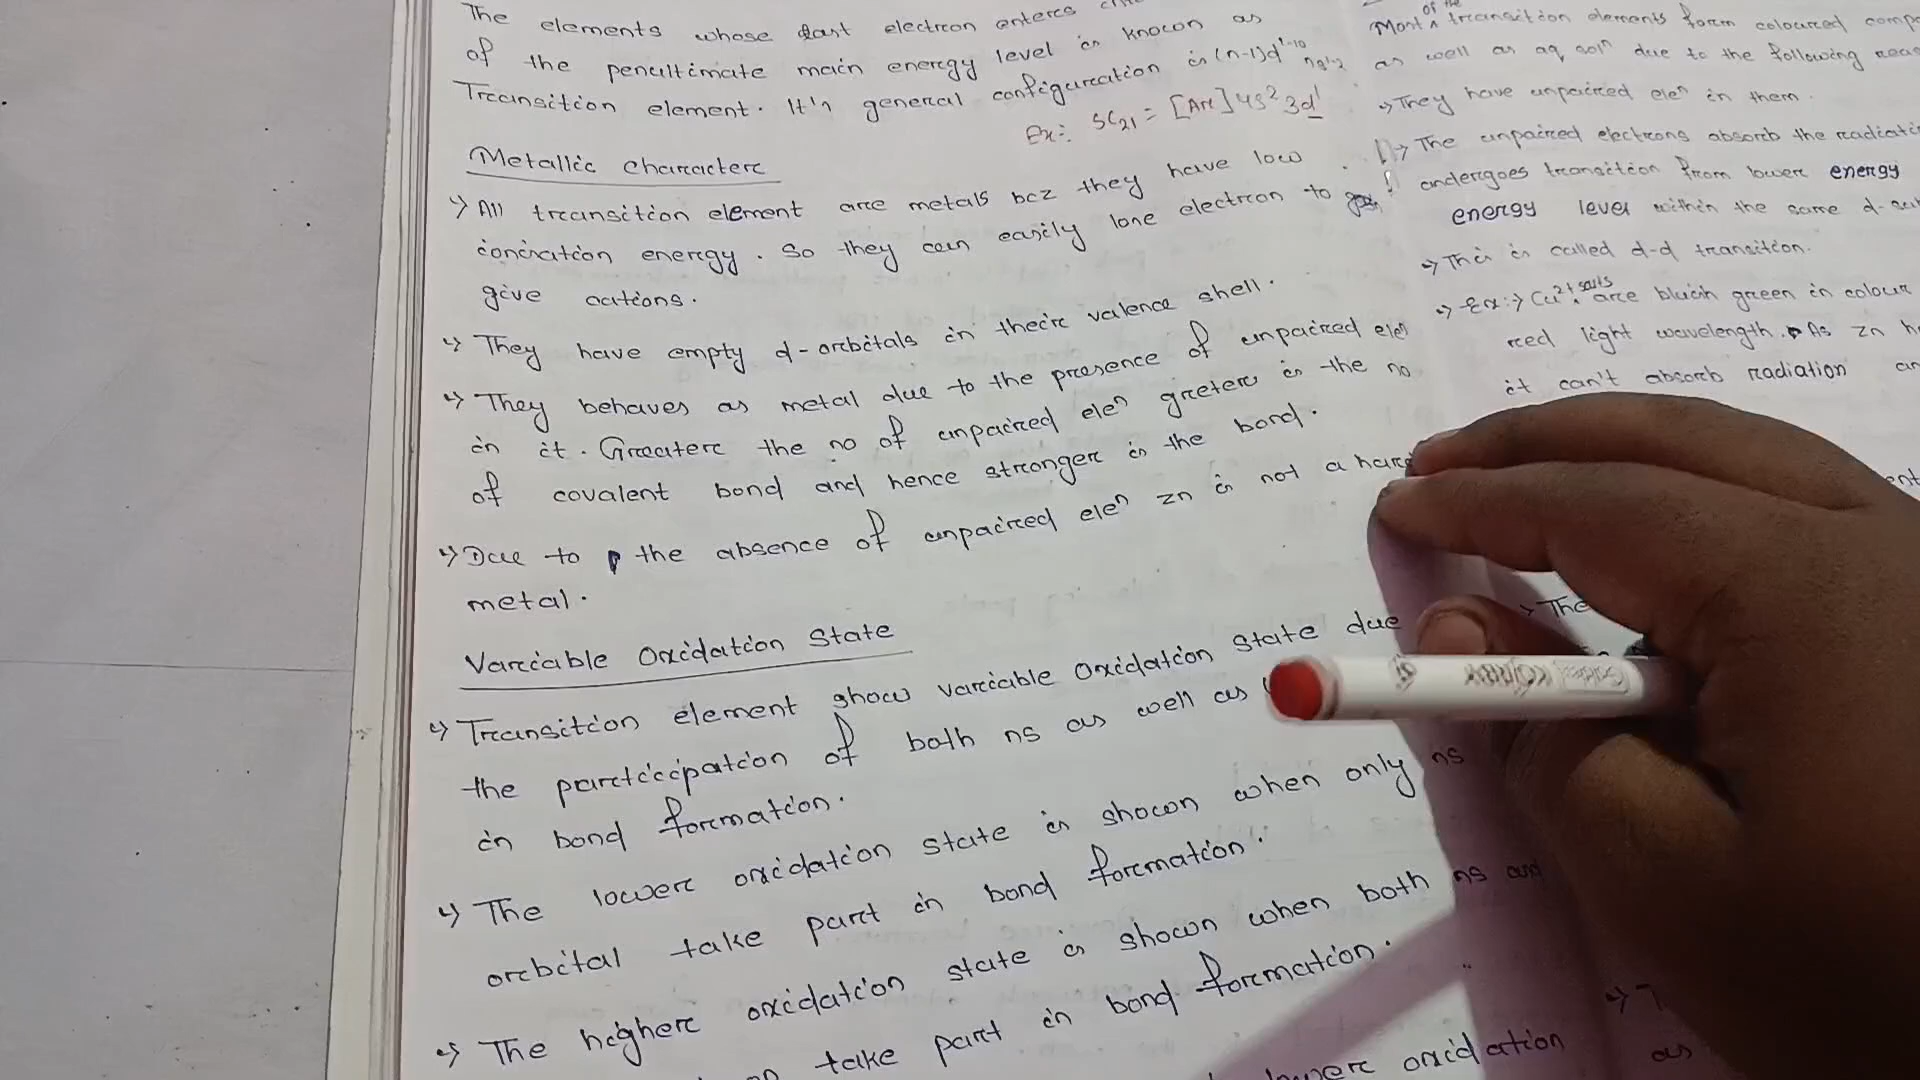 The elements whose last electron enters
of the penultimate main energy level is known as
Transition element. It's general configuration is (n-1)d¹⁻¹⁰ ns¹⁻²
Ex:- SC₂₁ = [Ar] 4s² 3d¹
Metallic Character
All transition element are metals bcz they have low
ionisation energy. So they can easily lose electron to
give cations.
They have empty d-orbitals in their valence shell.
They behaves as metal due to the presence of unpaired eleⁿ
in it. Greater the no of unpaired eleⁿ greters is the no
of covalent bond and hence stronger is the bond.
Due to the absence of unpaired eleⁿ zn is not a hard
metal.
Variable Oxidation State
Transition element show variable oxidation state due
the participation of both ns as well as
in bond formation.
The lower oxidation state is shown when only ns
orbital take part in bond formation.
The higher oxidation state is shown when both ns and
take part in bond formation.
lower oxidation
Most of the transition elements form coloured
as well as aq solⁿ due to the following
They have unpaired eleⁿ in them.
The unpaired electrons absorb the
undergoes transition from lower energy
energy level within the same
This is called d-d transition.
Ex:→ Cu²⁺ salts are bluish green in colour
red light wavelength. As zn
it can't absorb radiation
The
as